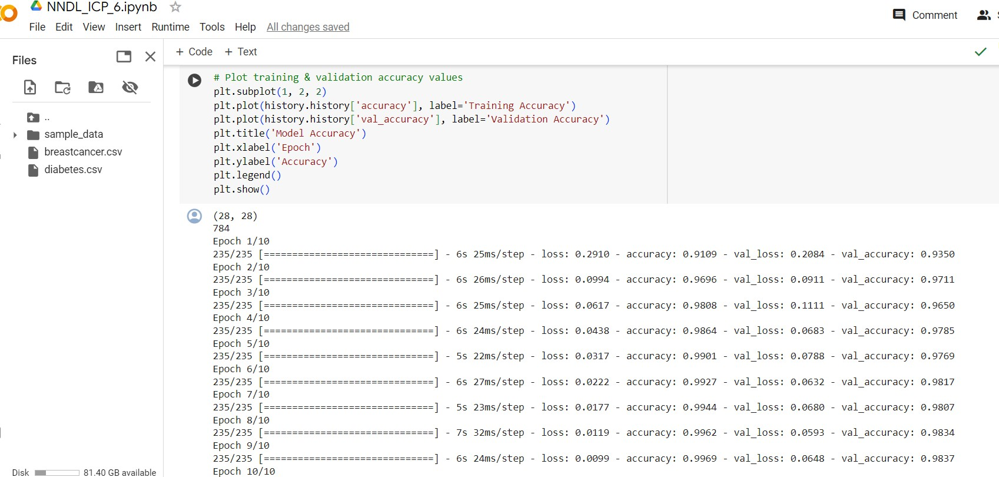 NNDL_ICP_6.ipynb
File Edit View Insert Runtime Tools Help All changes saved
Comment
Files
+ Code + Text
..
sample_data
breastcancer.csv
diabetes.csv
Disk 81.40 GB available
# Plot training & validation accuracy values
plt.subplot(1, 2, 2)
plt.plot(history.history['accuracy'], label='Training Accuracy')
plt.plot(history.history['val_accuracy'], label='Validation Accuracy')
plt.title('Model Accuracy')
plt.xlabel('Epoch')
plt.ylabel('Accuracy')
plt.legend()
plt.show()
(28, 28)
784
Epoch 1/10
235/235 [==============================] - 6s 25ms/step - loss: 0.2910 - accuracy: 0.9109 - val_loss: 0.2084 - val_accuracy: 0.9350
Epoch 2/10
235/235 [==============================] - 6s 26ms/step - loss: 0.0994 - accuracy: 0.9696 - val_loss: 0.0911 - val_accuracy: 0.9711
Epoch 3/10
235/235 [==============================] - 6s 25ms/step - loss: 0.0617 - accuracy: 0.9808 - val_loss: 0.1111 - val_accuracy: 0.9650
Epoch 4/10
235/235 [==============================] - 6s 24ms/step - loss: 0.0438 - accuracy: 0.9864 - val_loss: 0.0683 - val_accuracy: 0.9785
Epoch 5/10
235/235 [==============================] - 5s 22ms/step - loss: 0.0317 - accuracy: 0.9901 - val_loss: 0.0788 - val_accuracy: 0.9769
Epoch 6/10
235/235 [==============================] - 6s 27ms/step - loss: 0.0222 - accuracy: 0.9927 - val_loss: 0.0632 - val_accuracy: 0.9817
Epoch 7/10
235/235 [==============================] - 5s 23ms/step - loss: 0.0177 - accuracy: 0.9944 - val_loss: 0.0680 - val_accuracy: 0.9807
Epoch 8/10
235/235 [==============================] - 7s 32ms/step - loss: 0.0119 - accuracy: 0.9962 - val_loss: 0.0593 - val_accuracy: 0.9834
Epoch 9/10
235/235 [==============================] - 6s 24ms/step - loss: 0.0099 - accuracy: 0.9969 - val_loss: 0.0648 - val_accuracy: 0.9837
Epoch 10/10